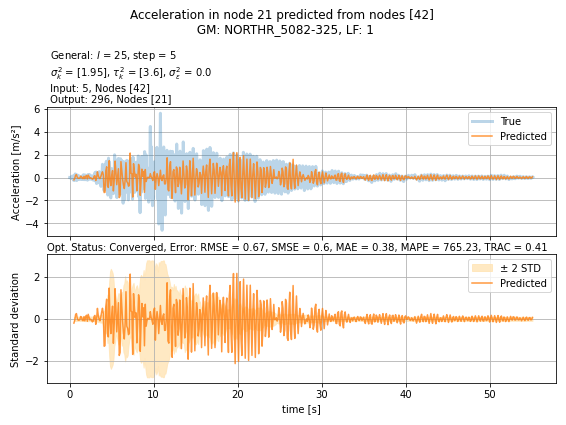 Acceleration in node 21 predicted from nodes [42]
GM: NORTHR_5082-325, LF: 1
General: l = 25, step = 5
σ²ₖ = [1.95], τ²ₖ = [3.6], σ²ε = 0.0
Input: 5, Nodes [42]
Output: 296, Nodes [21]
6
4
2
0
−2
−4
Acceleration [m/s²]
True
Predicted
Opt. Status: Converged, Error: RMSE = 0.67, SMSE = 0.6, MAE = 0.38, MAPE = 765.23, TRAC = 0.41
2
0
−2
Standard deviation
± 2 STD
Predicted
0 10 20 30 40 50
time [s]